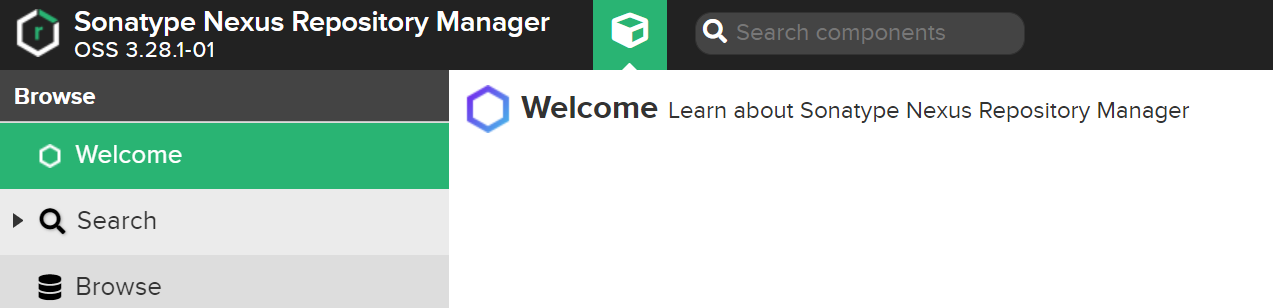 Sonatype Nexus Repository Manager
OSS 3.28.1-01
Search components
Browse
Welcome Learn about Sonatype Nexus Repository Manager
Welcome
Search
Browse